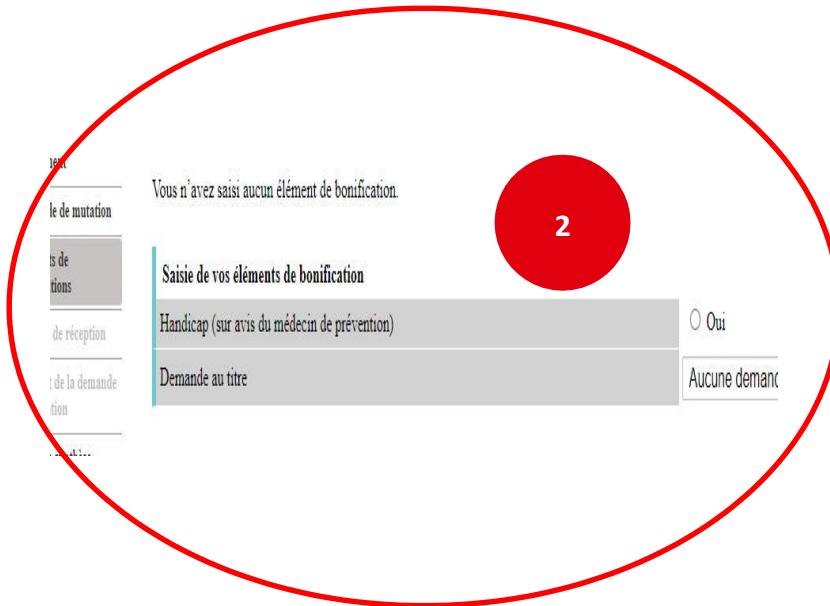 Vous n'avez saisi aucun élément de bonification.
le de mutation
2
ts de
tions
Saisie de vos éléments de bonification
Handicap (sur avis du médecin de prévention)
Oui
de réception
t de la demande
tion
Demande au titre
Aucune demand